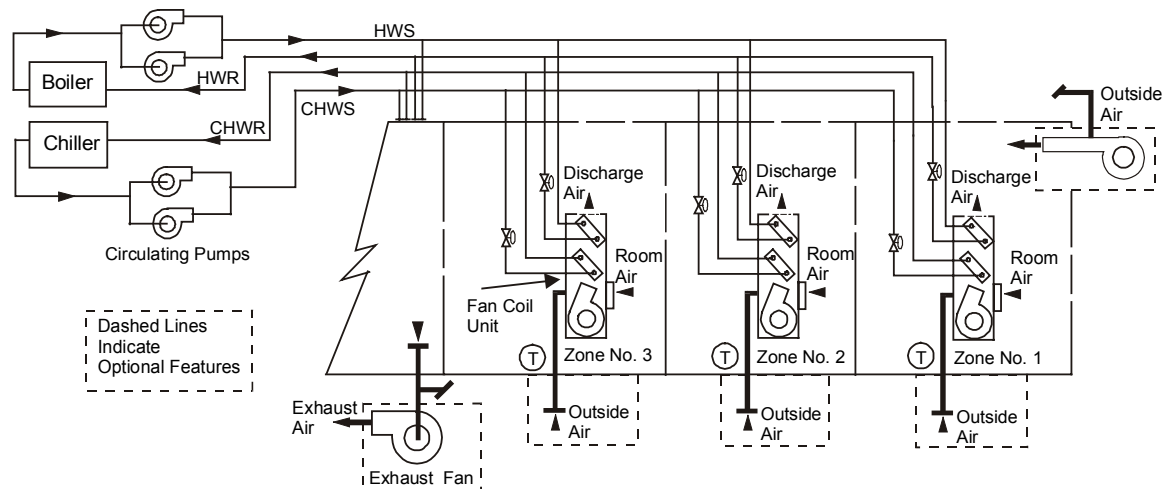 HWS
Boiler
HWR
CHWS
Chiller
CHWR
Circulating Pumps
Outside
Air
Discharge
Air
Discharge
Air
Discharge
Air
Room
Air
Room
Air
Room
Air
Fan Coil
Unit
Dashed Lines
Indicate
Optional Features
T
Zone No. 3
T
Zone No. 2
T
Zone No. 1
Exhaust
Air
Outside
Air
Outside
Air
Outside
Air
Exhaust Fan